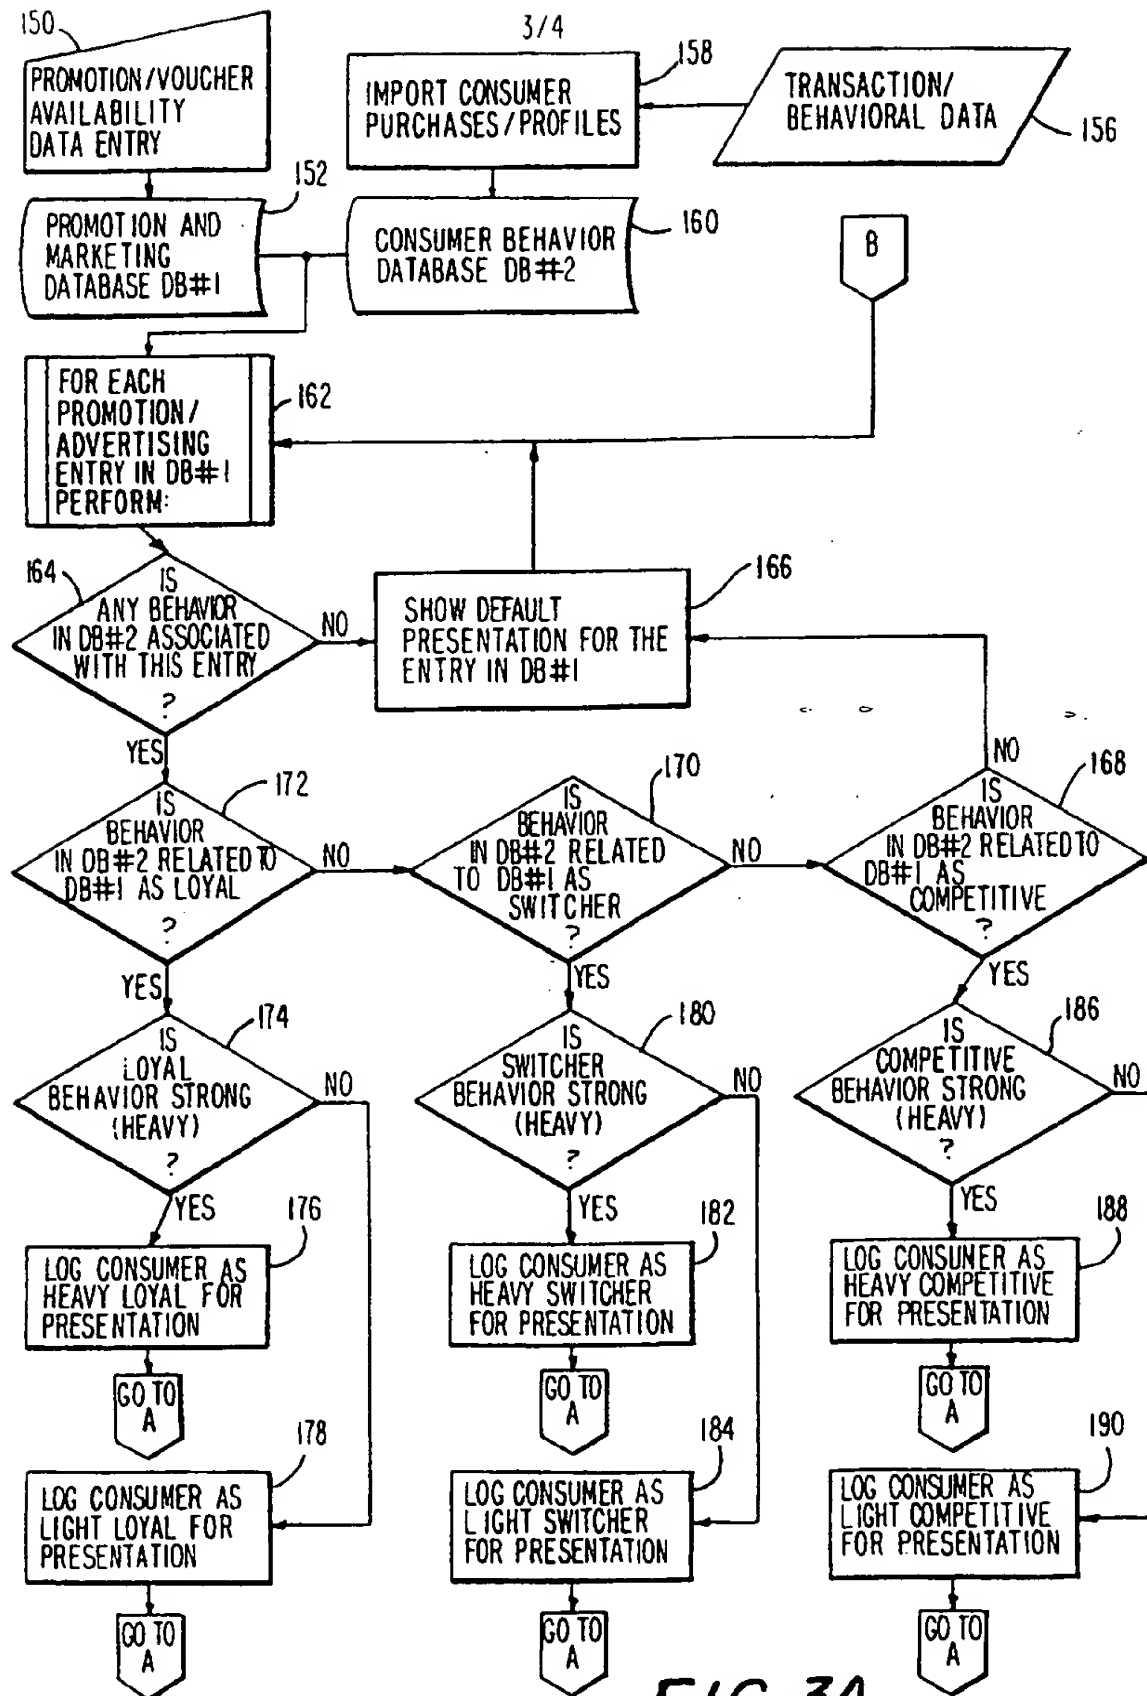 3/4
150
PROMOTION/VOUCHER
AVAILABILITY
DATA ENTRY
IMPORT CONSUMER
PURCHASES/PROFILES
158
TRANSACTION/
BEHAVIORAL DATA
156
152
PROMOTION AND
MARKETING
DATABASE DB#1
CONSUMER BEHAVIOR
DATABASE DB#2
160
B
FOR EACH
PROMOTION/
ADVERTISING
ENTRY IN DB#1
PERFORM:
162
164
IS
ANY BEHAVIOR
IN DB#2 ASSOCIATED
WITH THIS ENTRY
?
NO
YES
SHOW DEFAULT
PRESENTATION FOR THE
ENTRY IN DB#1
166
172
IS
BEHAVIOR
IN DB#2 RELATED TO
DB#1 AS LOYAL
?
NO
YES
170
IS
BEHAVIOR
IN DB#2 RELATED
TO DB#1 AS
SWITCHER
?
NO
YES
NO
168
IS
BEHAVIOR
IN DB#2 RELATED TO
DB#1 AS
COMPETITIVE
?
YES
174
IS
LOYAL
BEHAVIOR STRONG
(HEAVY)
?
NO
YES
180
IS
SWITCHER
BEHAVIOR STRONG
(HEAVY)
?
NO
YES
186
IS
COMPETITIVE
BEHAVIOR STRONG
(HEAVY)
?
NO
YES
176
LOG CONSUMER AS
HEAVY LOYAL FOR
PRESENTATION
182
LOG CONSUMER AS
HEAVY SWITCHER
FOR PRESENTATION
188
LOG CONSUMER AS
HEAVY COMPETITIVE
FOR PRESENTATION
GO TO
A
GO TO
A
GO TO
A
178
LOG CONSUMER AS
LIGHT LOYAL FOR
PRESENTATION
184
LOG CONSUMER AS
LIGHT SWITCHER
FOR PRESENTATION
190
LOG CONSUMER AS
LIGHT COMPETITIVE
FOR PRESENTATION
GO TO
A
GO TO
A
GO TO
A
FIG. 3A